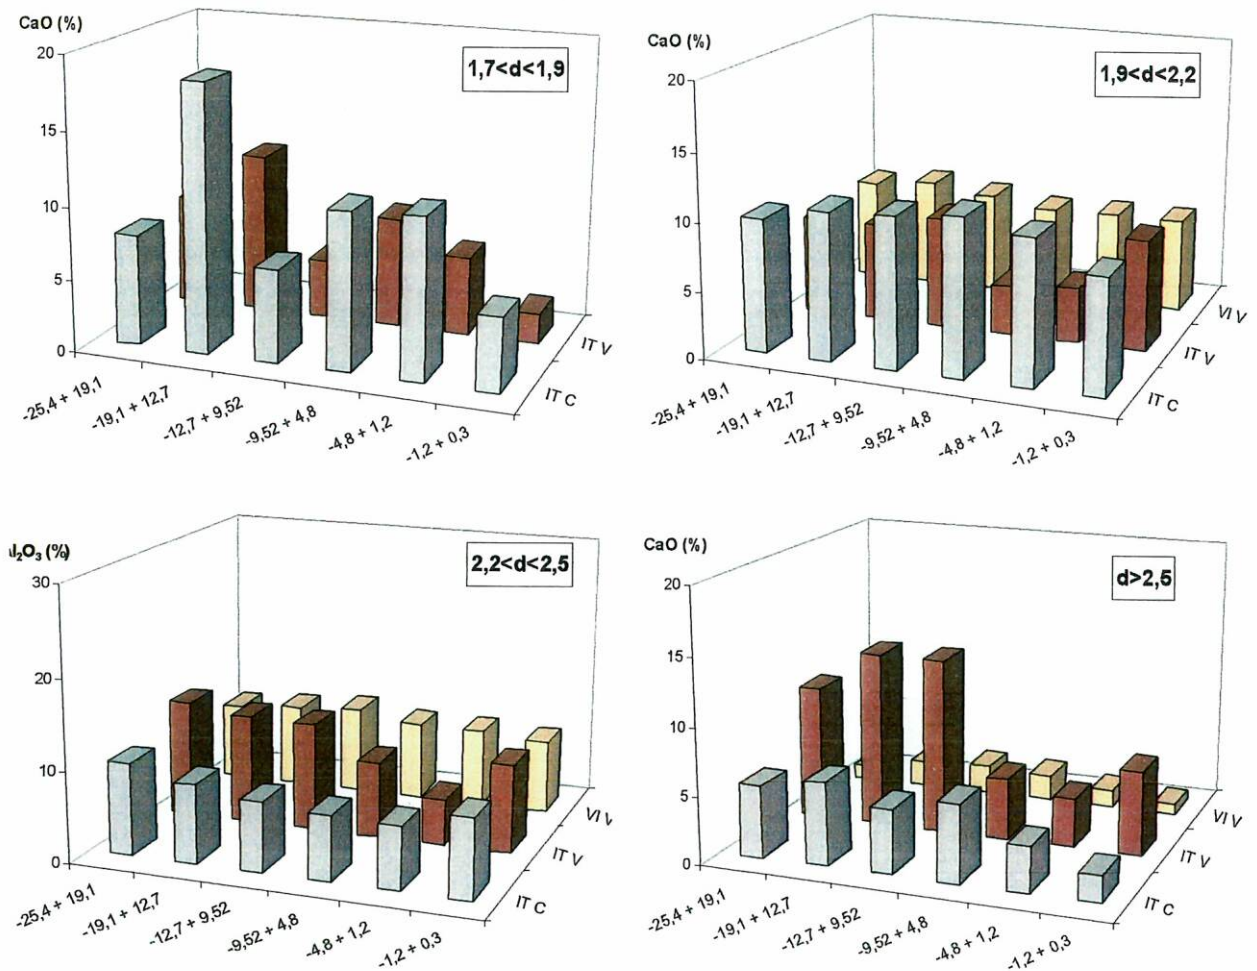 CaO (%)
1,7<d<1,9
20
15
10
5
0
-25,4 + 19,1
-19,1 + 12,7
-12,7 + 9,52
-9,52 + 4,8
-4,8 + 1,2
-1,2 + 0,3
IT C
IT V
CaO (%)
1,9<d<2,2
20
15
10
5
0
-25,4 + 19,1
-19,1 + 12,7
-12,7 + 9,52
-9,52 + 4,8
-4,8 + 1,2
-1,2 + 0,3
IT C
IT V
VI V
l₂O₃ (%)
2,2<d<2,5
30
20
10
0
-25,4 + 19,1
-19,1 + 12,7
-12,7 + 9,52
-9,52 + 4,8
-4,8 + 1,2
-1,2 + 0,3
IT C
IT V
VI V
CaO (%)
d>2,5
20
15
10
5
0
-25,4 + 19,1
-19,1 + 12,7
-12,7 + 9,52
-9,52 + 4,8
-4,8 + 1,2
-1,2 + 0,3
IT C
IT V
VI V